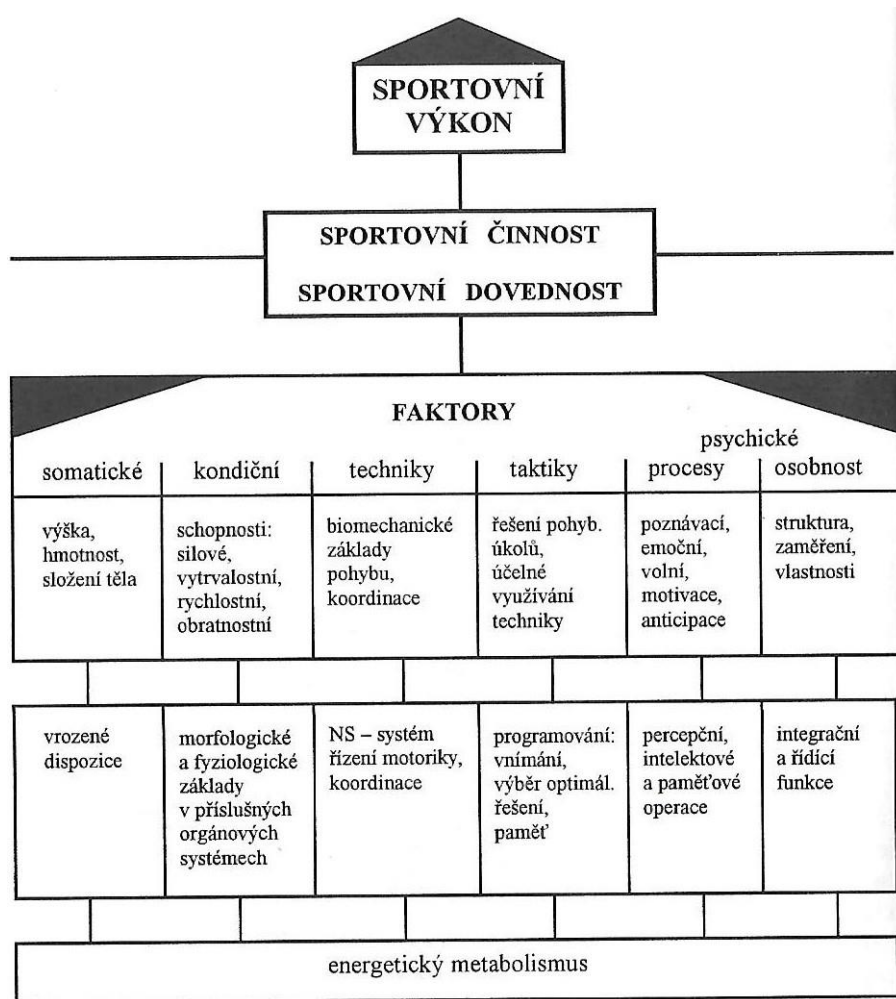 SPORTOVNÍ
VÝKON
SPORTOVNÍ ČINNOST
SPORTOVNÍ DOVEDNOST
FAKTORY
psychické
somatické
kondiční
techniky
taktiky
procesy
osobnost
výška,
hmotnost,
složení těla
schopnosti:
silové,
vytrvalostní,
rychlostní,
obratnostní
biomechanické
základy
pohybu,
koordinace
řešení pohyb.
úkolů,
účelné
využívání
techniky
poznávací,
emoční,
volní,
motivace,
anticipace
struktura,
zaměření,
vlastnosti
vrozené
dispozice
morfologické
a fyziologické
základy
v příslušných
orgánových
systémech
NS – systém
řízení motoriky,
koordinace
programování:
vnímání,
výběr optimál.
řešení,
paměť
percepční,
intelektové
a paměťové
operace
integrační
a řídící
funkce
energetický metabolismus